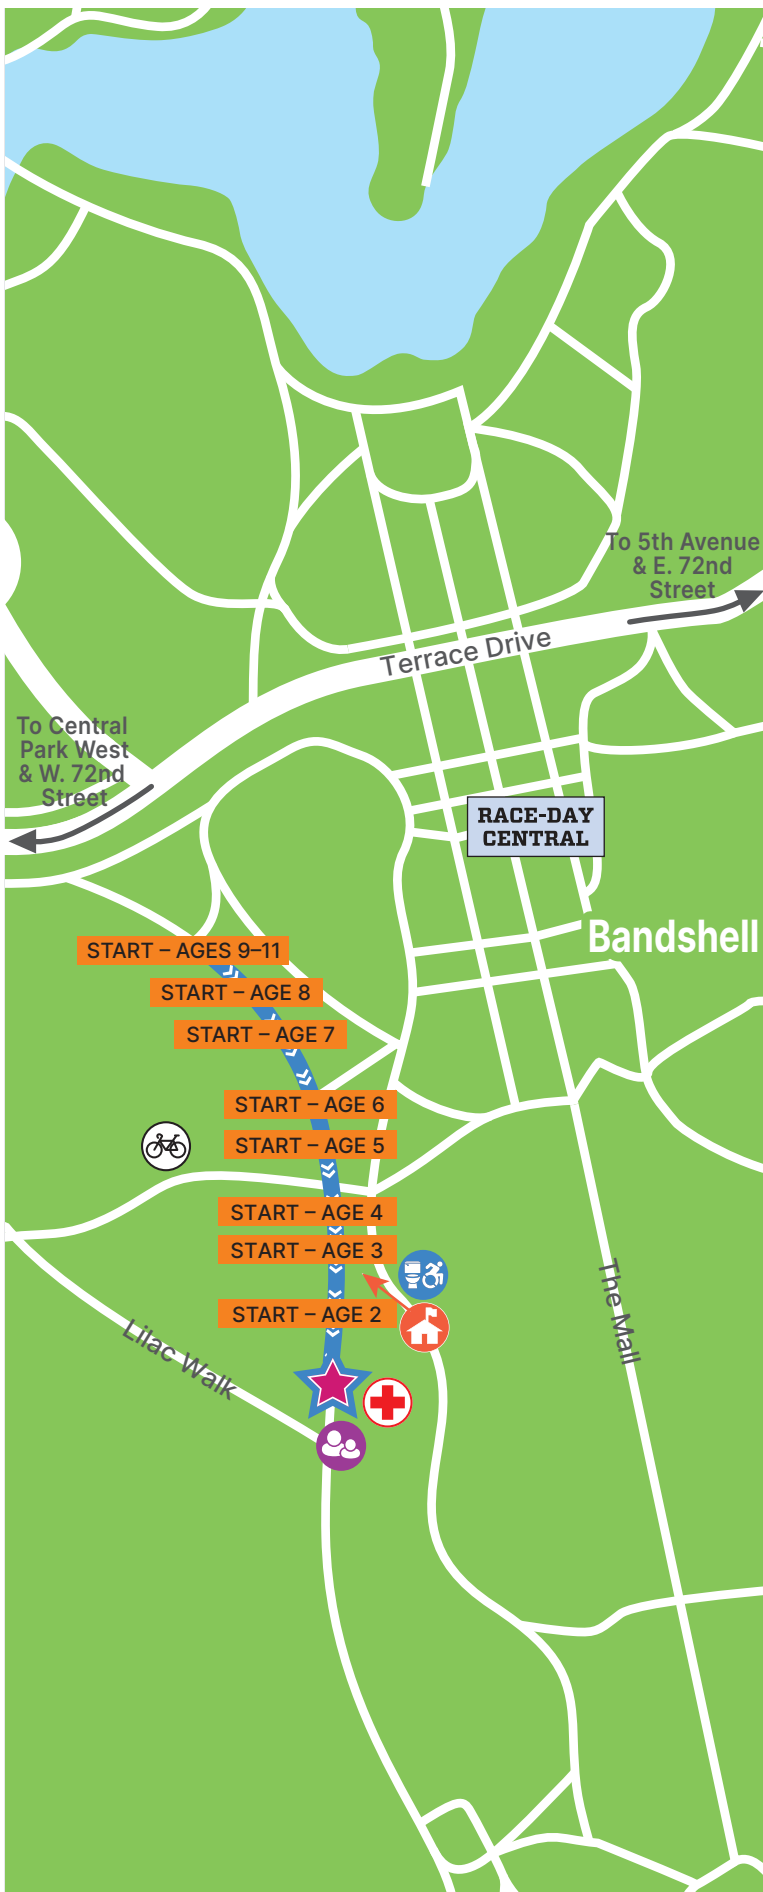 To 5th Avenue
& E. 72nd
Street
Terrace Drive
To Central
Park West
& W. 72nd
Street
RACE-DAY
CENTRAL
Bandshell
START – AGES 9–11
START – AGE 8
START – AGE 7
START – AGE 6
START – AGE 5
START – AGE 4
START – AGE 3
START – AGE 2
The Mall
Lilac Walk